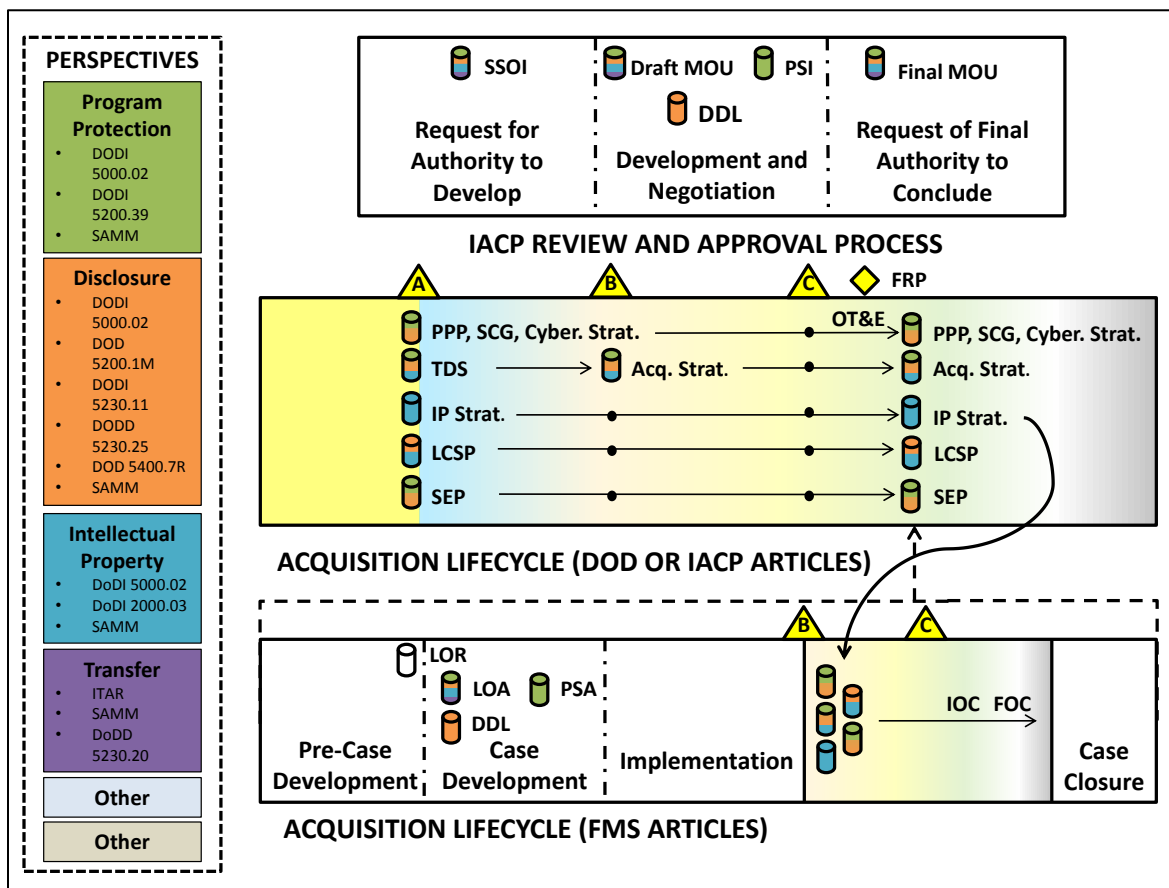 PERSPECTIVES
Program
Protection
• DODI
5000.02
• DODI
5200.39
• SAMM
Disclosure
• DODI
5000.02
• DOD
5200.1M
• DODI
5230.11
• DODD
5230.25
• DOD 5400.7R
• SAMM
Intellectual
Property
• DoDI 5000.02
• DoDI 2000.03
• SAMM
Transfer
• ITAR
• SAMM
• DoDD
5230.20
Other
Other
SSOI
Request for
Authority to
Develop
Draft MOU PSI
DDL
Development and
Negotiation
Final MOU
Request of Final
Authority to
Conclude
IACP REVIEW AND APPROVAL PROCESS
A B C FRP
OT&E
PPP, SCG, Cyber. Strat. PPP, SCG, Cyber. Strat.
TDS Acq. Strat. Acq. Strat.
IP Strat. IP Strat.
LCSP LCSP
SEP SEP
ACQUISITION LIFECYCLE (DOD OR IACP ARTICLES)
B C
LOR
LOA PSA
DDL
Pre-Case
Development
Case
Development
Implementation
IOC FOC
Case
Closure
ACQUISITION LIFECYCLE (FMS ARTICLES)